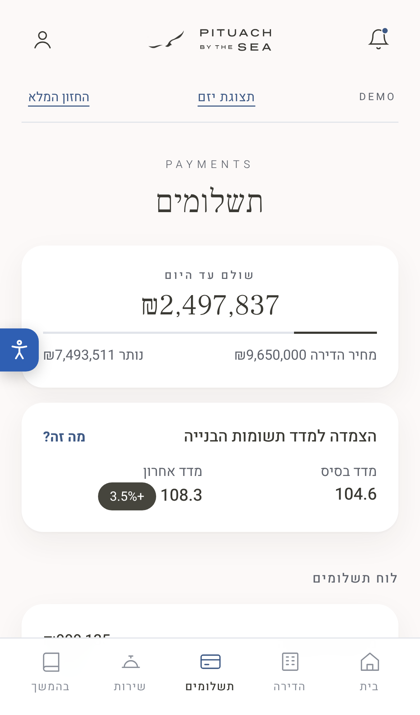 PITUACH
BY THE SEA
DEMO
תצוגת יזם
החזון המלא
PAYMENTS
תשלומים
שולם עד היום
₪2,497,837
מחיר הדירה 9,650,000₪
נותר 7,493,511₪
הצמדה למדד תשומות הבנייה
מה זה?
מדד בסיס
104.6
מדד אחרון
108.3
+3.5%
לוח תשלומים
בית
הדירה
תשלומים
שירות
בהמשך